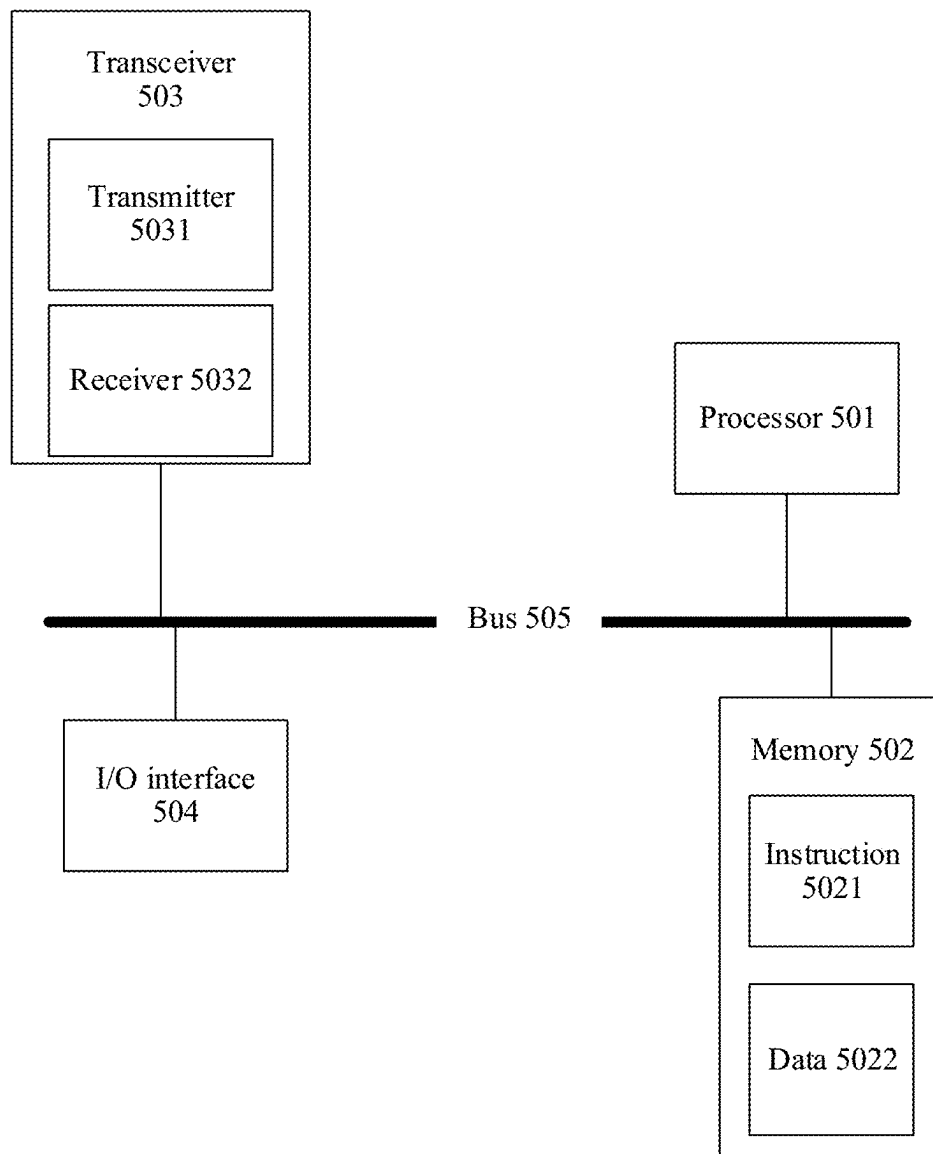 Transceiver
503
Transmitter
5031
Receiver 5032
Processor 501
Bus 505
I/O interface
504
Memory 502
Instruction
5021
Data 5022